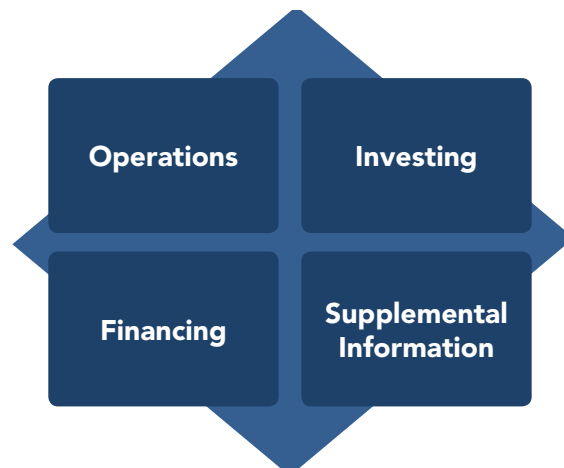 Operations
Investing
Financing
Supplemental
Information